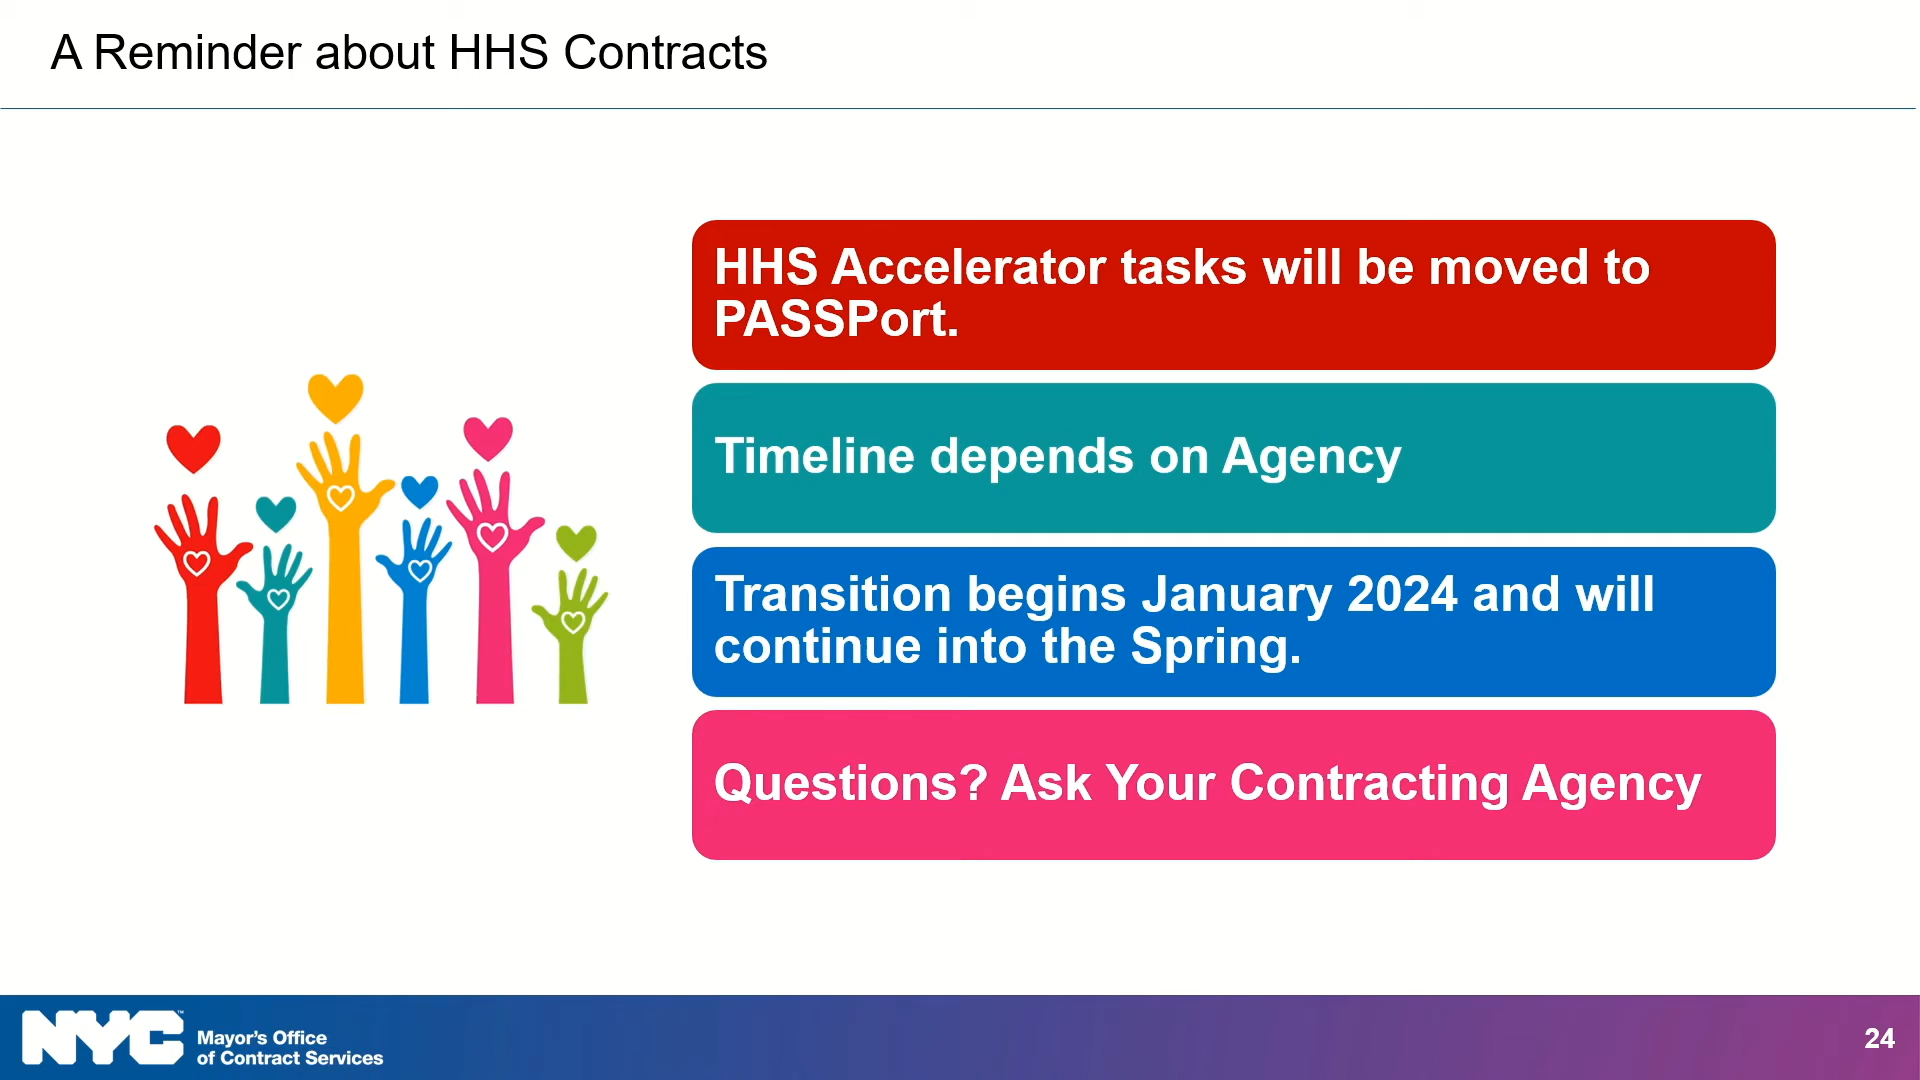 A Reminder about HHS Contracts
HHS Accelerator tasks will be moved to
PASSPort.
Timeline depends on Agency
Transition begins January 2024 and will
continue into the Spring.
Questions? Ask Your Contracting Agency
NYC™
Mayor's Office
of Contract Services
24